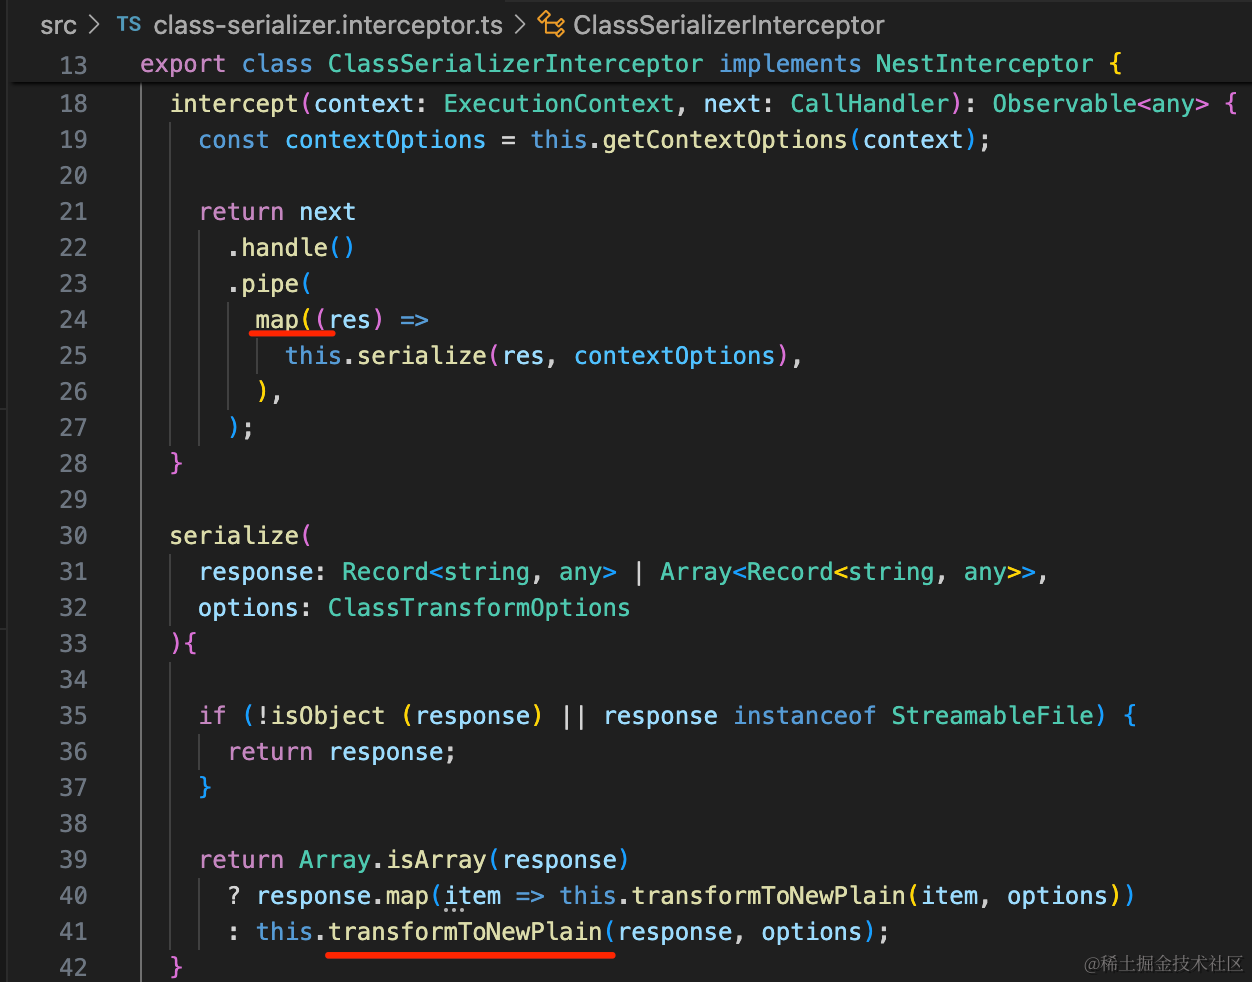 src > TS class-serializer.interceptor.ts > ClassSerializerInterceptor
13 export class ClassSerializerInterceptor implements NestInterceptor {
18 intercept(context: ExecutionContext, next: CallHandler): Observable<any> {
19 const contextOptions = this.getContextOptions(context);
20
21 return next
22 .handle()
23 .pipe(
24 map((res) =>
25 this.serialize(res, contextOptions),
26 ),
27 );
28 }
29
30 serialize(
31 response: Record<string, any> | Array<Record<string, any>>,
32 options: ClassTransformOptions
33 ){
34
35 if (!isObject (response) || response instanceof StreamableFile) {
36 return response;
37 }
38
39 return Array.isArray(response)
40 ? response.map(item => this.transformToNewPlain(item, options))
41 : this.transformToNewPlain(response, options);
42 }
@稀土掘金技术社区